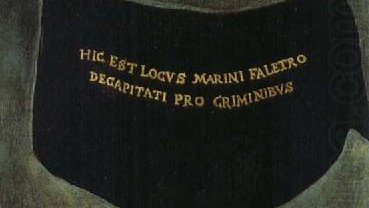 HIC EST LOCVS MARINI FALETRO
DECAPITATI PRO CRIMINIBVS